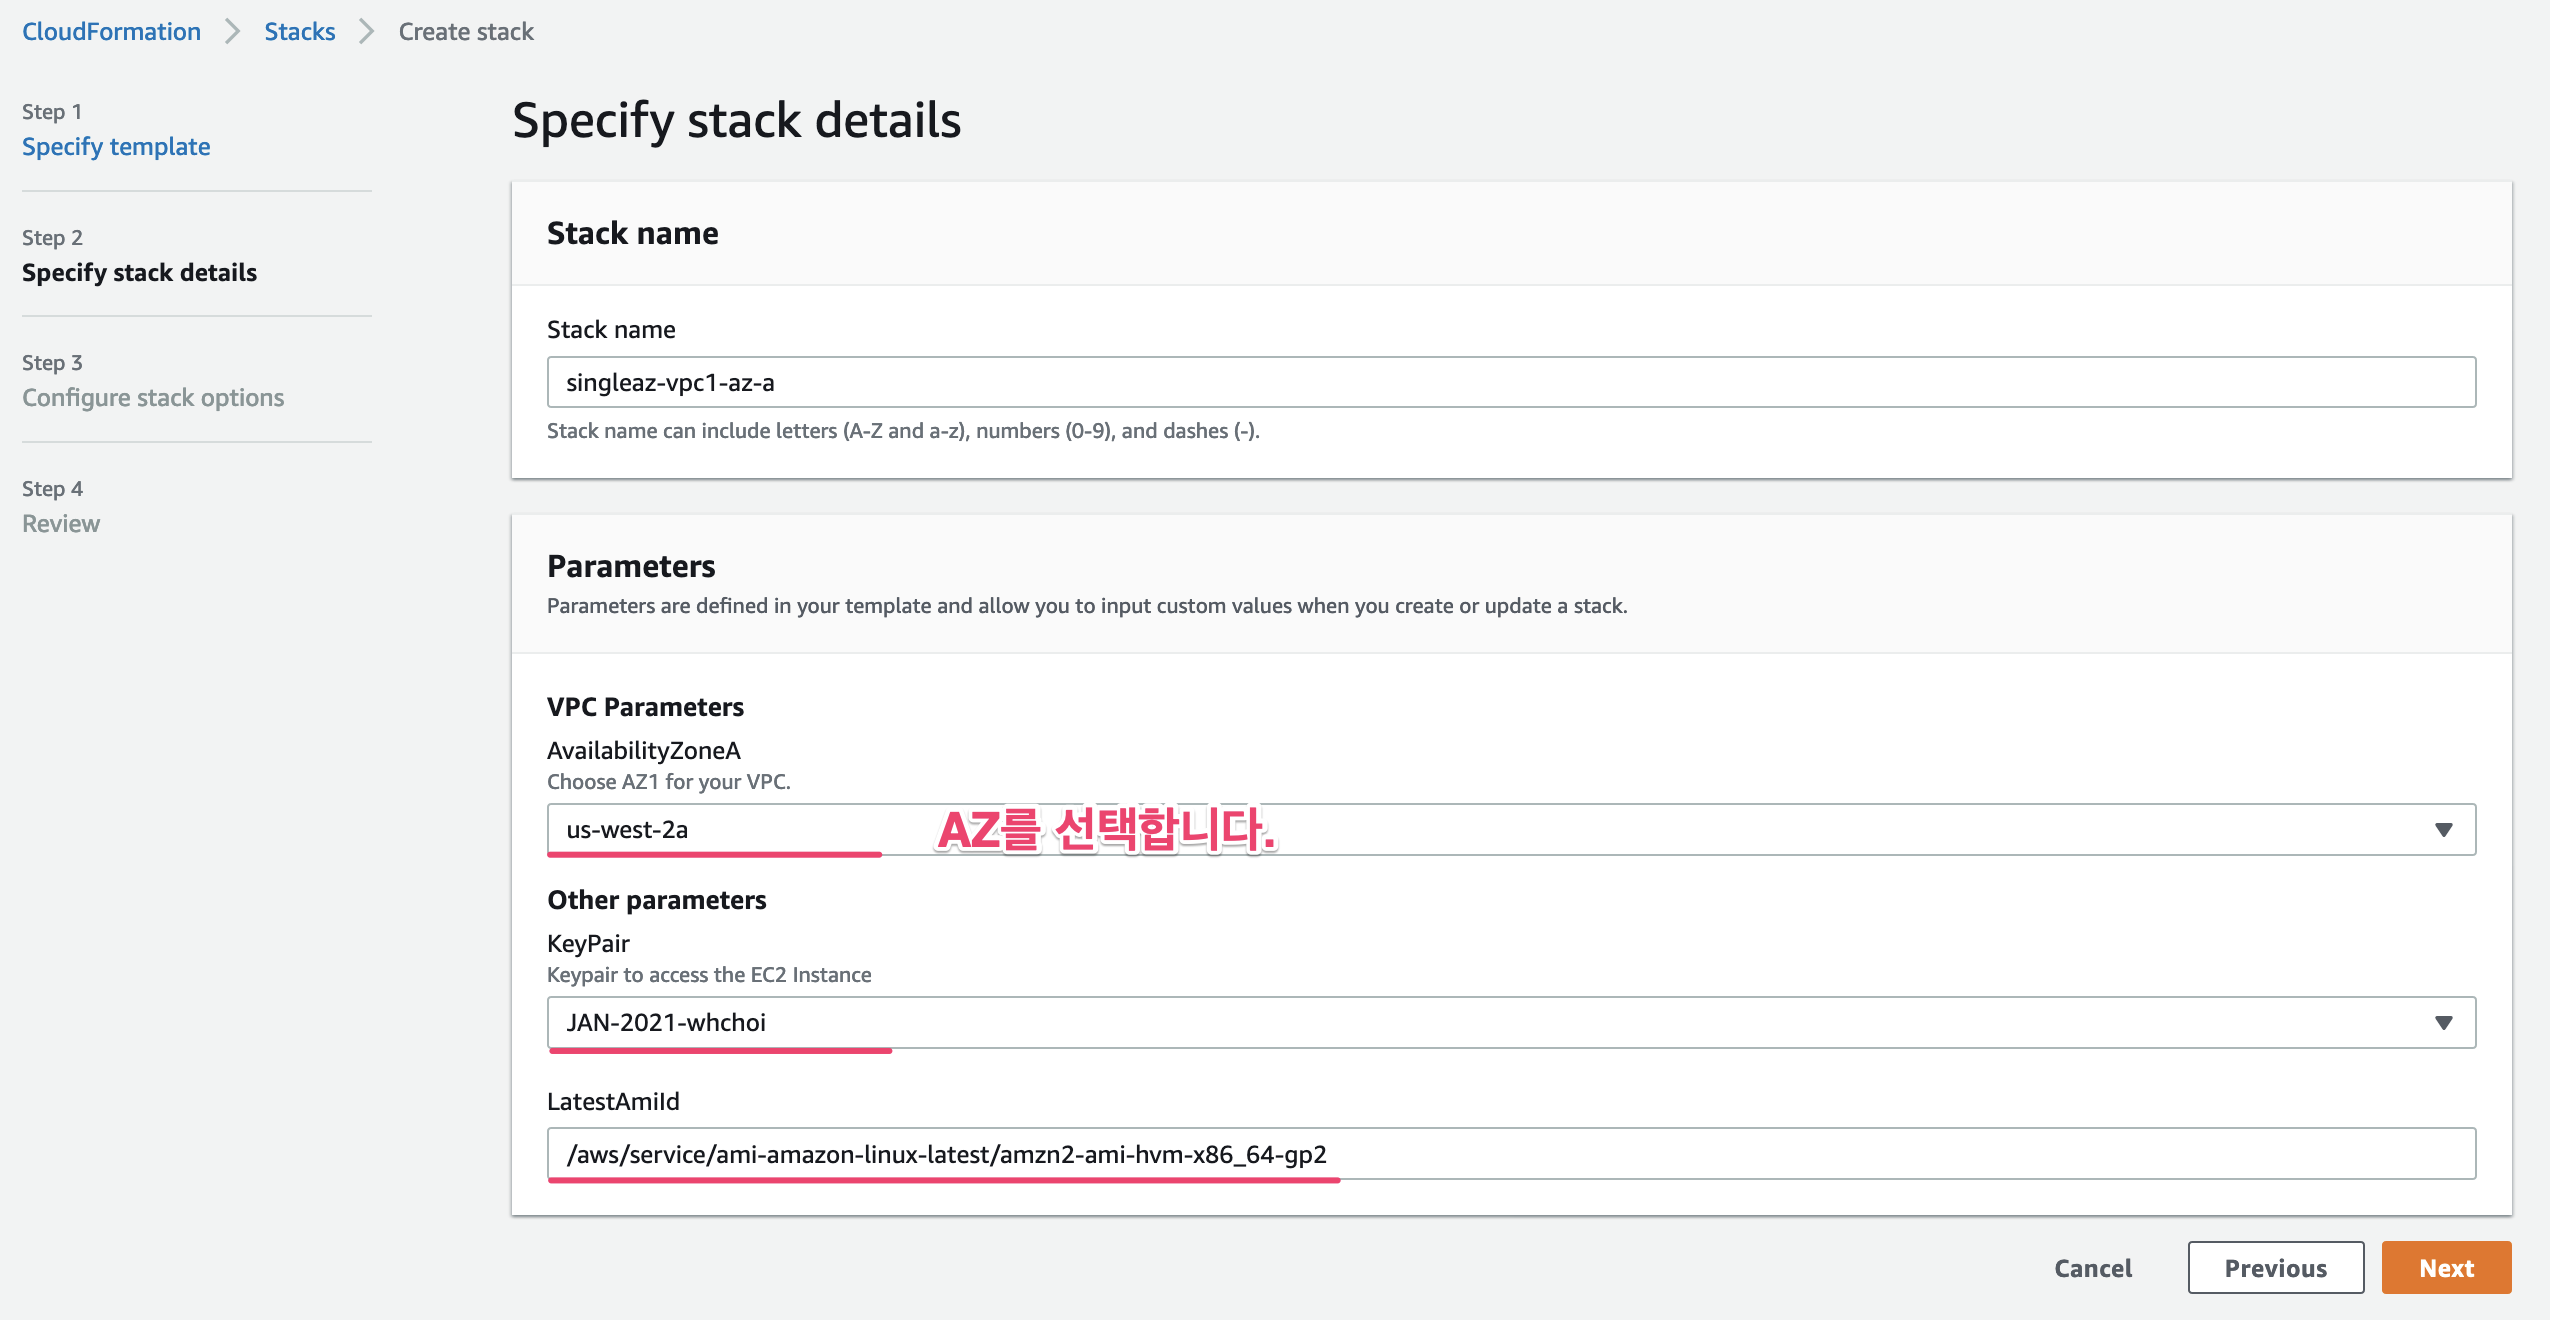 CloudFormation > Stacks > Create stack
Step 1
Specify template
Step 2
Specify stack details
Step 3
Configure stack options
Step 4
Review
Specify stack details
Stack name
Stack name
singleaz-vpc1-az-a
Stack name can include letters (A-Z and a-z), numbers (0-9), and dashes (-).
Parameters
Parameters are defined in your template and allow you to input custom values when you create or update a stack.
VPC Parameters
AvailabilityZoneA
Choose AZ1 for your VPC.
us-west-2a AZ를 선택합니다.
Other parameters
KeyPair
Keypair to access the EC2 Instance
JAN-2021-whchoi
LatestAmiId
/aws/service/ami-amazon-linux-latest/amzn2-ami-hvm-x86_64-gp2
Cancel Previous Next